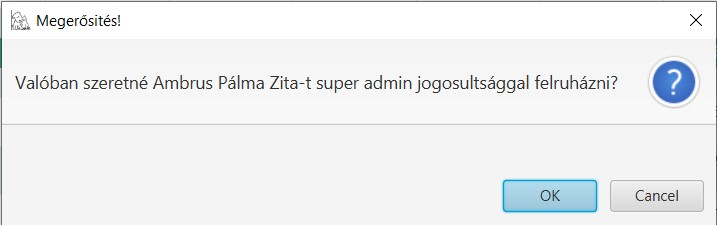 Megerősítés!
Valóban szeretné Ambrus Pálma Zita-t super admin jogosultsággal felruházni?
?
OK
Cancel